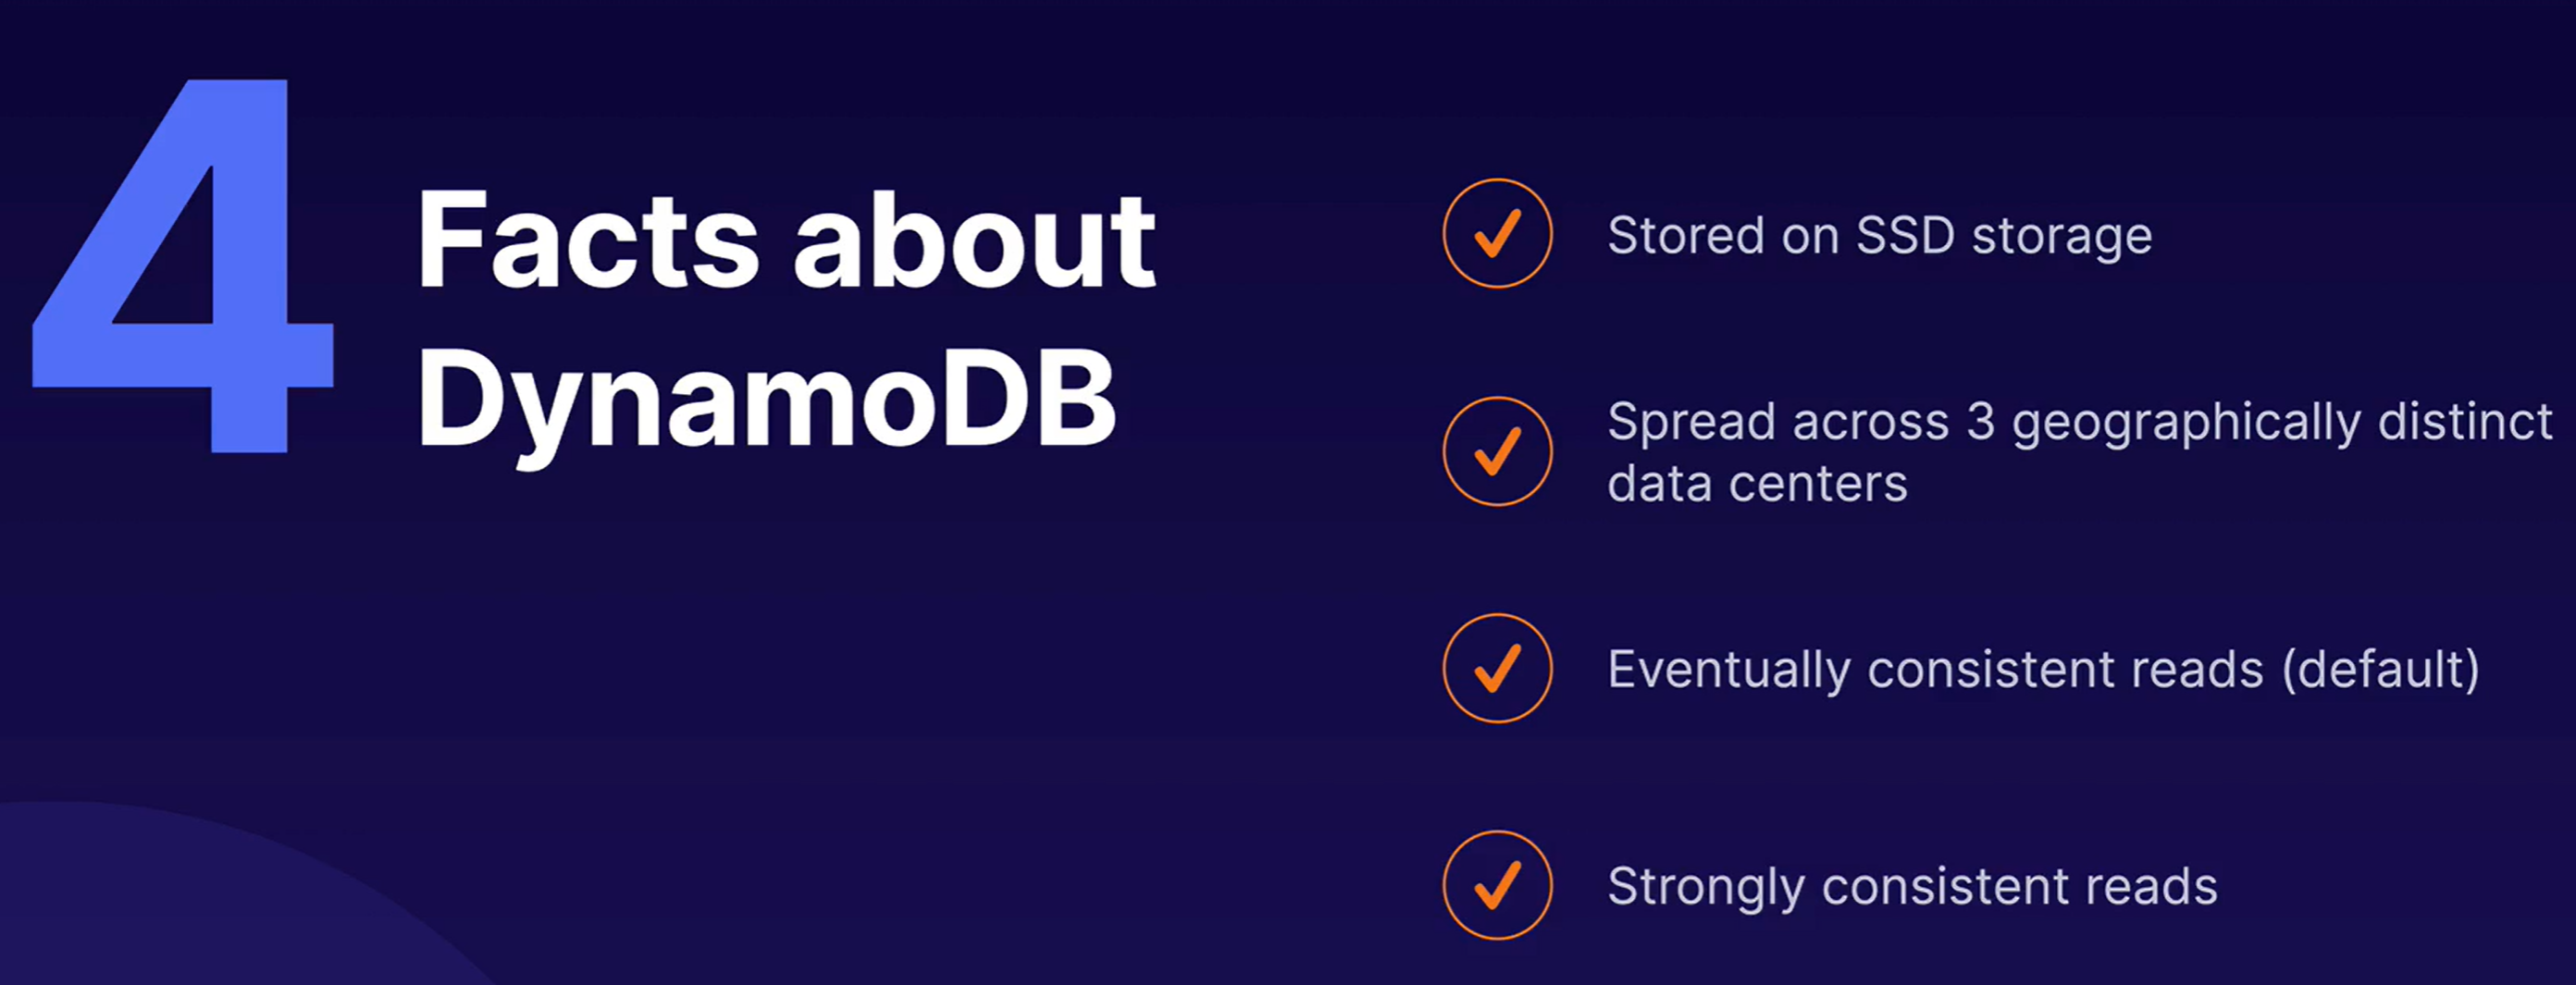 4
Facts about
DynamoDB
Stored on SSD storage
Spread across 3 geographically distinct
data centers
Eventually consistent reads (default)
Strongly consistent reads